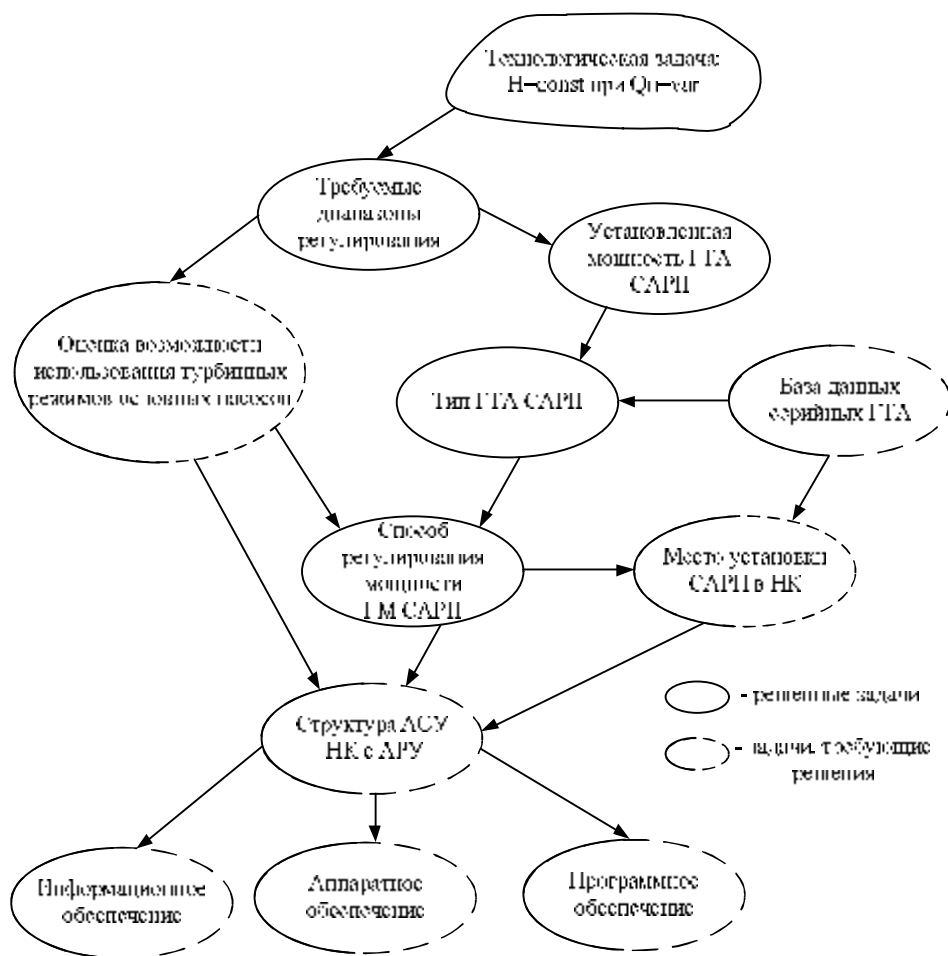 Технологическая задача:
H=const при Qп=var
Требуемые
диапазоны
регулирования
Установленная
мощность ГТА
САРП
Оценка возможности
использования турбинных
режимов основных насосов
Тип ГТА САРП
База данных
серийных ГТА
Способ
регулирования
мощности
ГМ САРП
Место установки
САРП в НК
- решенные задачи
Структура АСУ
НК с АРУ
- задачи, требующие
решения
Информационное
обеспечение
Аппаратное
обеспечение
Программное
обеспечение